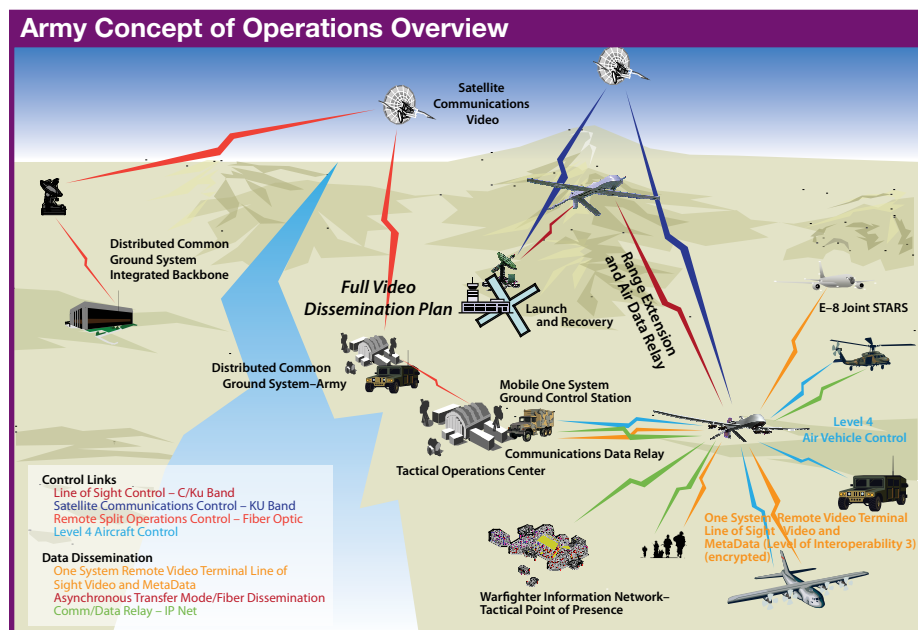 Army Concept of Operations Overview
Satellite
Communications
Video
Distributed Common
Ground System
Integrated Backbone
Full Video
Dissemination Plan
Launch
and Recovery
Range Extension
and Air Data Relay
E–8 Joint STARS
Distributed Common
Ground System–Army
Mobile One System
Ground Control Station
Level 4
Air Vehicle Control
Communications Data Relay
Tactical Operations Center
One System Remote Video Terminal
Line of Sight Video and
MetaData (Level of Interoperability 3)
(encrypted)
Warfighter Information Network–
Tactical Point of Presence
Control Links
Line of Sight Control – C/Ku Band
Satellite Communications Control – KU Band
Remote Split Operations Control – Fiber Optic
Level 4 Aircraft Control
Data Dissemination
One System Remote Video Terminal Line of
Sight Video and MetaData
Asynchronous Transfer Mode/Fiber Dissemination
Comm/Data Relay – IP Net